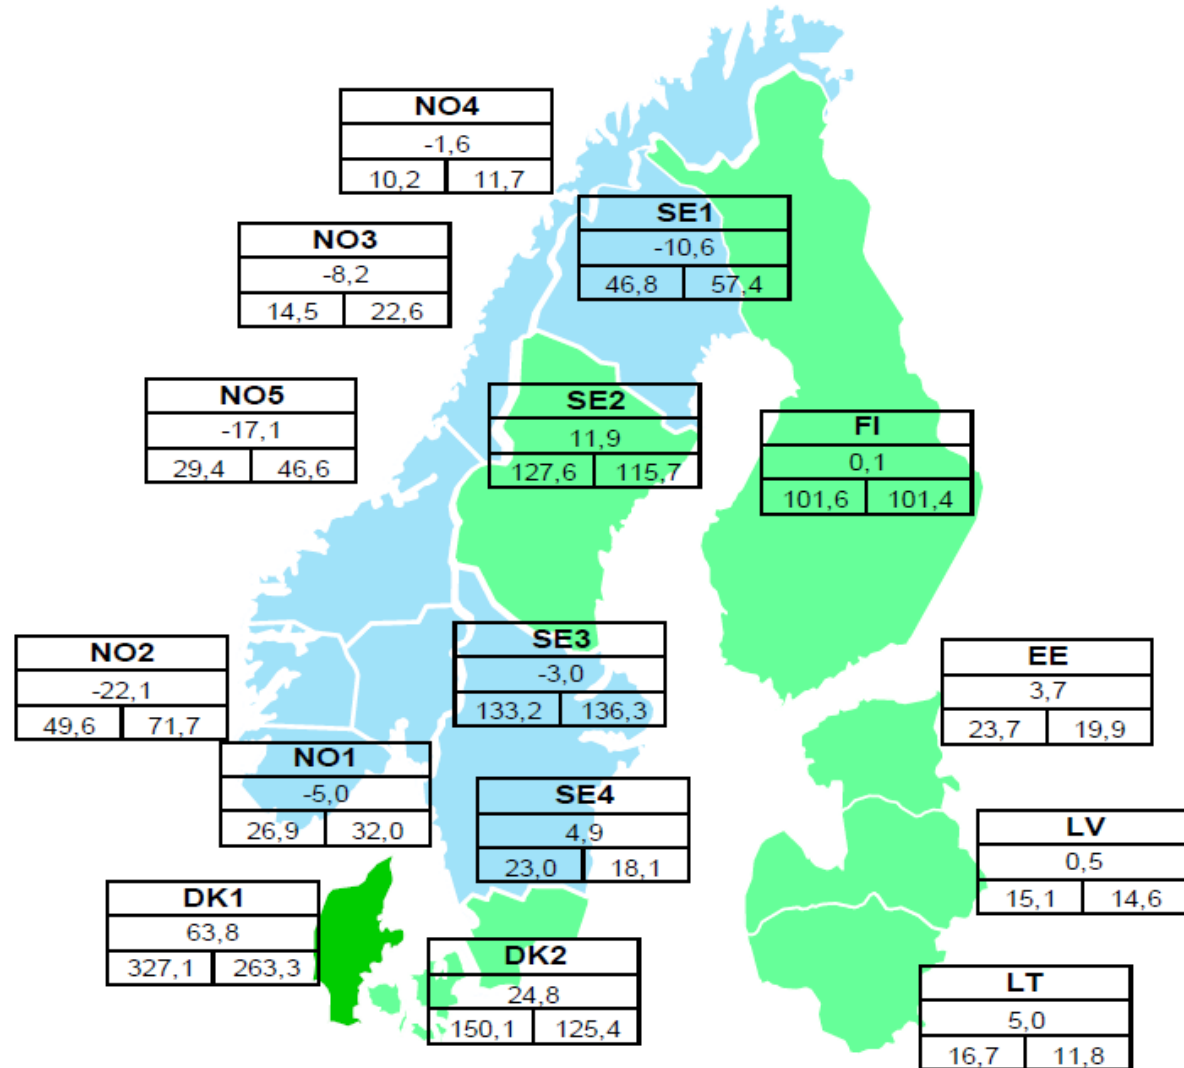 NO4
-1,6
10,2 11,7
SE1
-10,6
46,8 57,4
NO3
-8,2
14,5 22,6
NO5
-17,1
29,4 46,6
SE2
11,9
127,6 115,7
FI
0,1
101,6 101,4
NO2
-22,1
49,6 71,7
SE3
-3,0
133,2 136,3
EE
3,7
23,7 19,9
NO1
-5,0
26,9 32,0
SE4
4,9
23,0 18,1
LV
0,5
15,1 14,6
DK1
63,8
327,1 263,3
DK2
24,8
150,1 125,4
LT
5,0
16,7 11,8